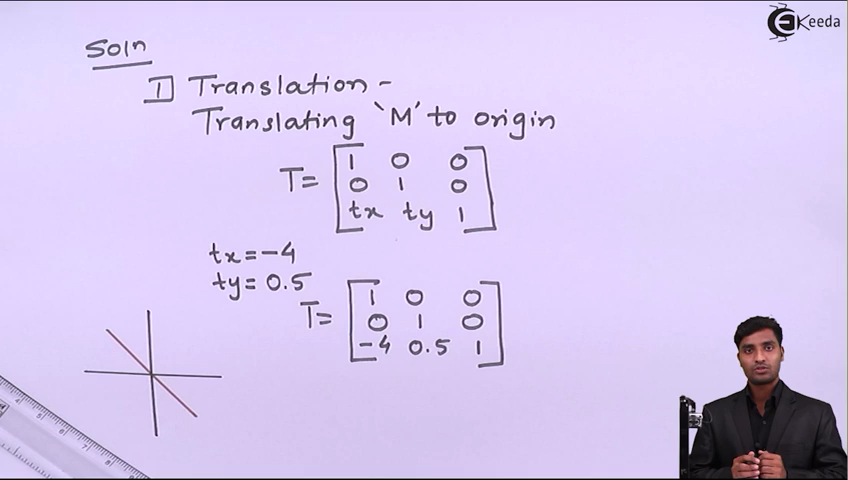 Ekeeda
Soln
I] Translation -
Translating 'M' to origin
T= [1 0 0
0 1 0
tx ty 1]
tx = -4
ty = 0.5
T= [1 0 0
0 1 0
-4 0.5 1]